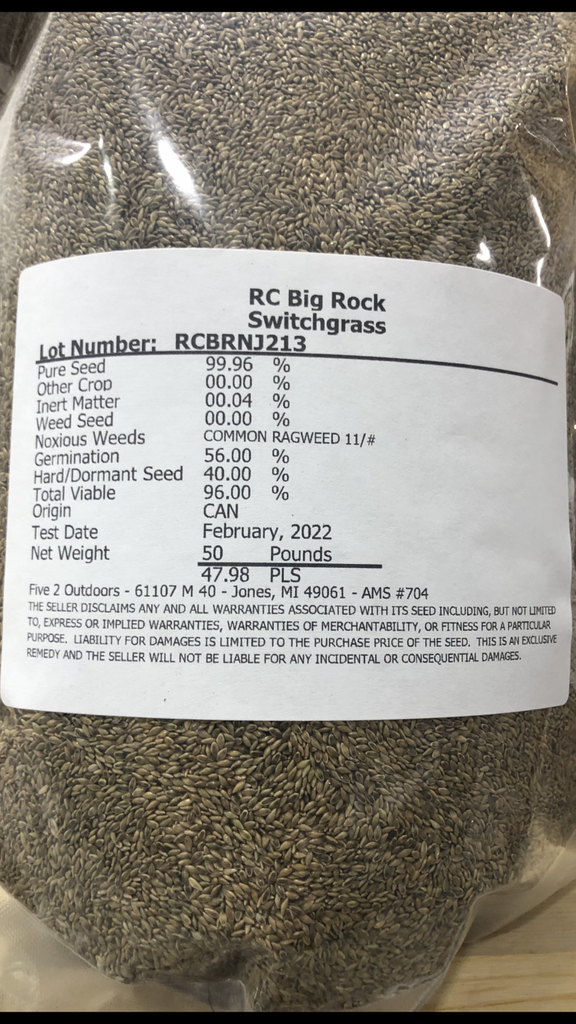 RC Big Rock
Switchgrass
Lot Number: RCBRNJ213
Pure Seed 99.96 %
Other Crop 00.00 %
Inert Matter 00.04 %
Weed Seed 00.00 %
Noxious Weeds COMMON RAGWEED 11/#
Germination 56.00 %
Hard/Dormant Seed 40.00 %
Total Viable 96.00 %
Origin CAN
Test Date February, 2022
Net Weight 50 Pounds
47.98 PLS
Five 2 Outdoors - 61107 M 40 - Jones, MI 49061 - AMS #704
THE SELLER DISCLAIMS ANY AND ALL WARRANTIES ASSOCIATED WITH ITS SEED INCLUDING, BUT NOT LIMITED
TO, EXPRESS OR IMPLIED WARRANTIES, WARRANTIES OF MERCHANTABILITY, OR FITNESS FOR A PARTICULAR
PURPOSE. LIABILITY FOR DAMAGES IS LIMITED TO THE PURCHASE PRICE OF THE SEED. THIS IS AN EXCLUSIVE
REMEDY AND THE SELLER WILL NOT BE LIABLE FOR ANY INCIDENTAL OR CONSEQUENTIAL DAMAGES.